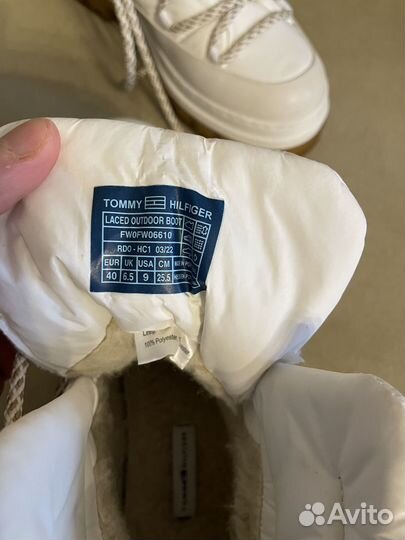 TOMMY HILFIGER
LACED OUTDOOR BOOT
FW0FW06610
RD0 - HC1 03/22
EUR UK USA CM
40 6.5 9 25.5
100% Polyester
Avito